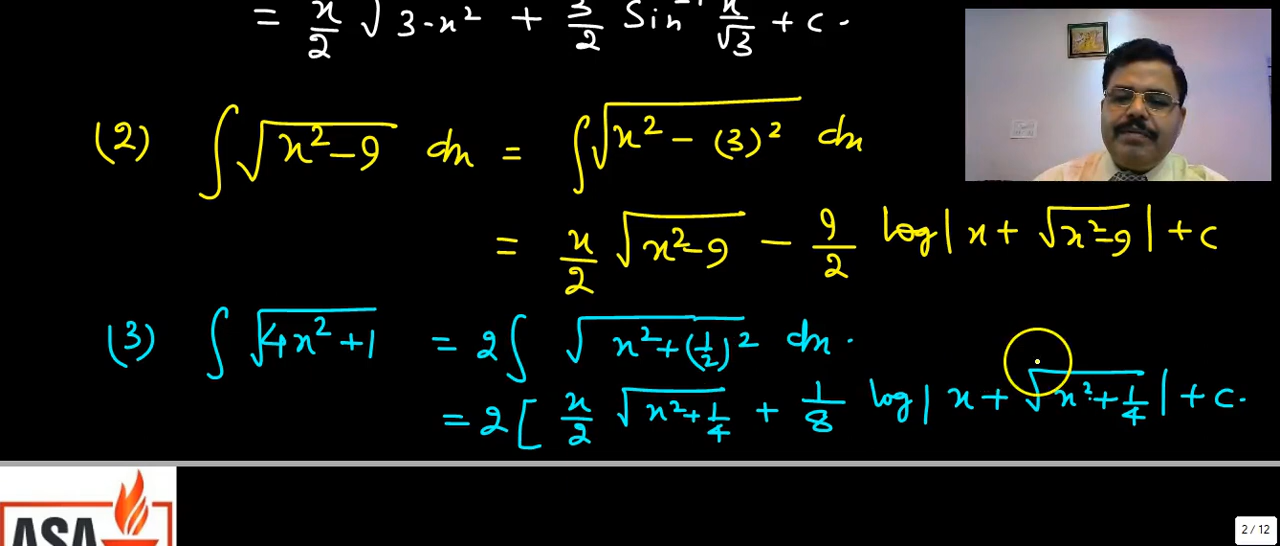 = x/2 √3-x² + 3/2 Sin⁻¹ x/√3 + c.
(2) ∫ √x²-9 dx = ∫ √x² - (3)² dx
= x/2 √x²-9 - 9/2 log| x + √x²-9 | + c
(3) ∫ √4x²+1 = 2∫ √x²+(1/2)² dx.
= 2[ x/2 √x²+1/4 + 1/8 log| x + √x²+1/4 | + c.
ASA
2 / 12